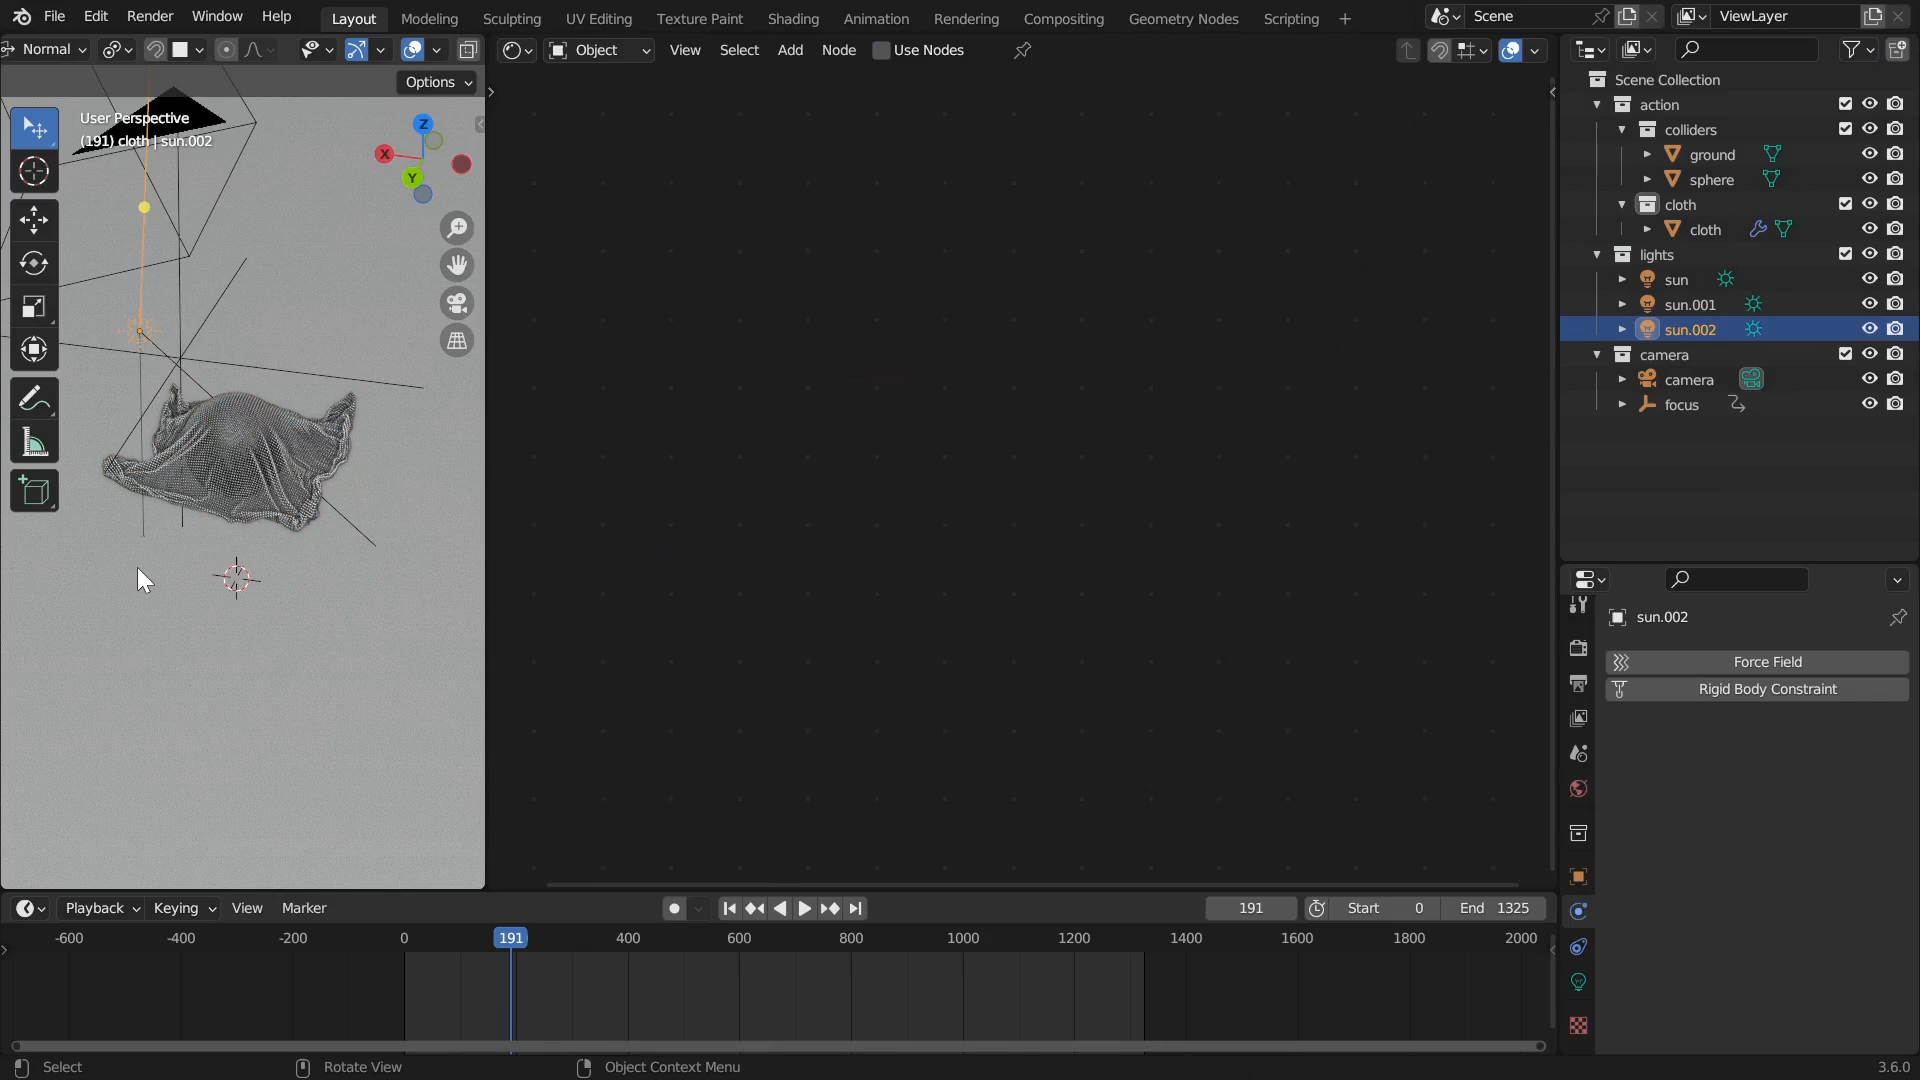 File Edit Render Window Help Layout Modeling Sculpting UV Editing Texture Paint Shading Animation Rendering Compositing Geometry Nodes Scripting + Scene ViewLayer
Normal Object View Select Add Node Use Nodes
Options
User Perspective
(191) cloth | sun.002
Z
X
Y
Scene Collection
action
colliders
ground
sphere
cloth
cloth
lights
sun
sun.001
sun.002
camera
camera
focus
sun.002
Force Field
Rigid Body Constraint
Playback Keying View Marker 191 Start 0 End 1325
-600 -400 -200 0 191 400 600 800 1000 1200 1400 1600 1800 2000
Select Rotate View Object Context Menu 3.6.0